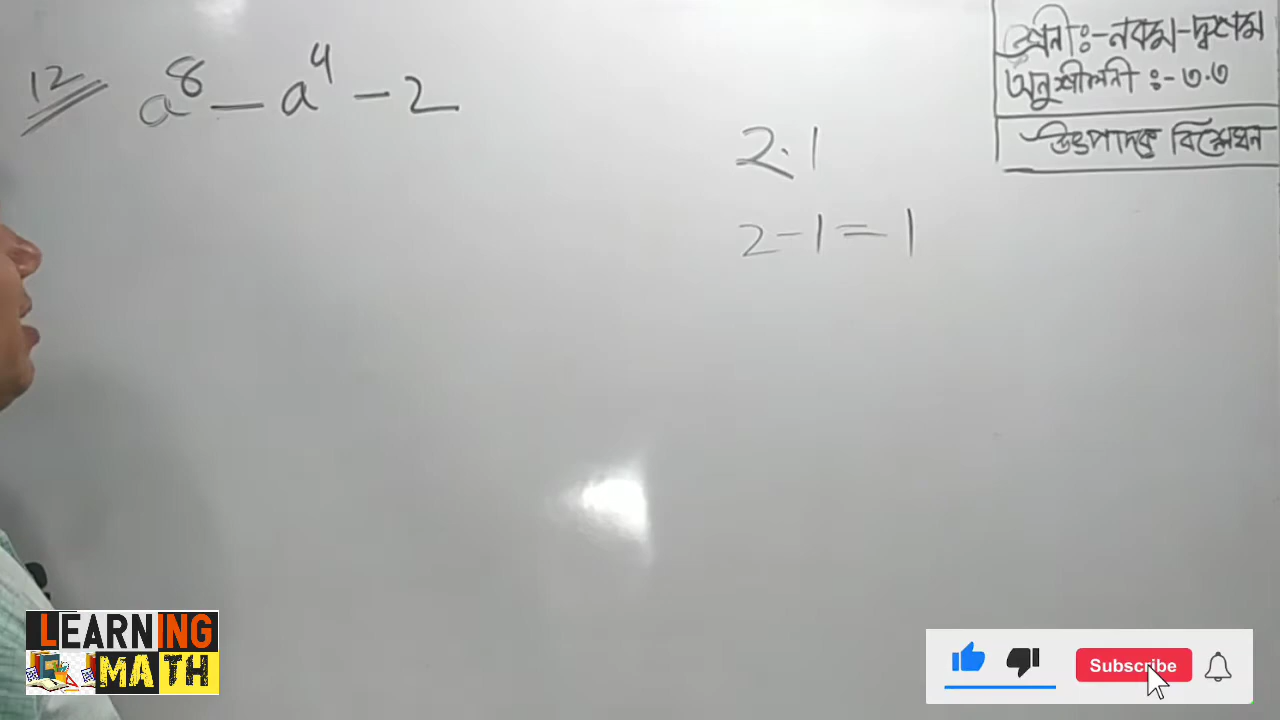 12 a⁸ - a⁴ - 2
2·1
2-1=1
শ্রেনী:-নবম-দশম
অনুশীলনী:-৩.৩
উৎপাদক বিশ্লেষন
LEARNING
MATH
Subscribe